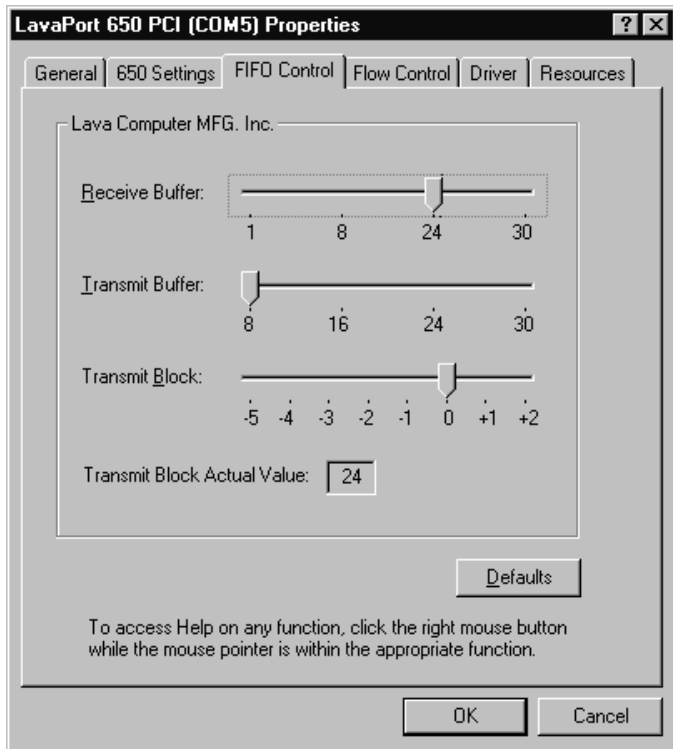 LavaPort 650 PCI (COM5) Properties
General 650 Settings FIFO Control Flow Control Driver Resources
Lava Computer MFG. Inc.
Receive Buffer:
1 8 24 30
Transmit Buffer:
8 16 24 30
Transmit Block:
-5 -4 -3 -2 -1 0 +1 +2
Transmit Block Actual Value: 24
Defaults
To access Help on any function, click the right mouse button
while the mouse pointer is within the appropriate function.
OK Cancel